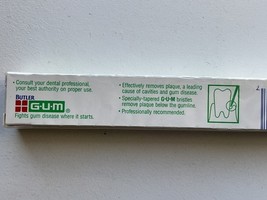 • Consult your dental professional,
your best authority on proper use.
BUTLER
G·U·M®
Fights gum disease where it starts.
• Effectively removes plaque, a leading
cause of cavities and gum disease.
• Specially-tapered G·U·M bristles
remove plaque below the gumline.
• Professionally recommended.